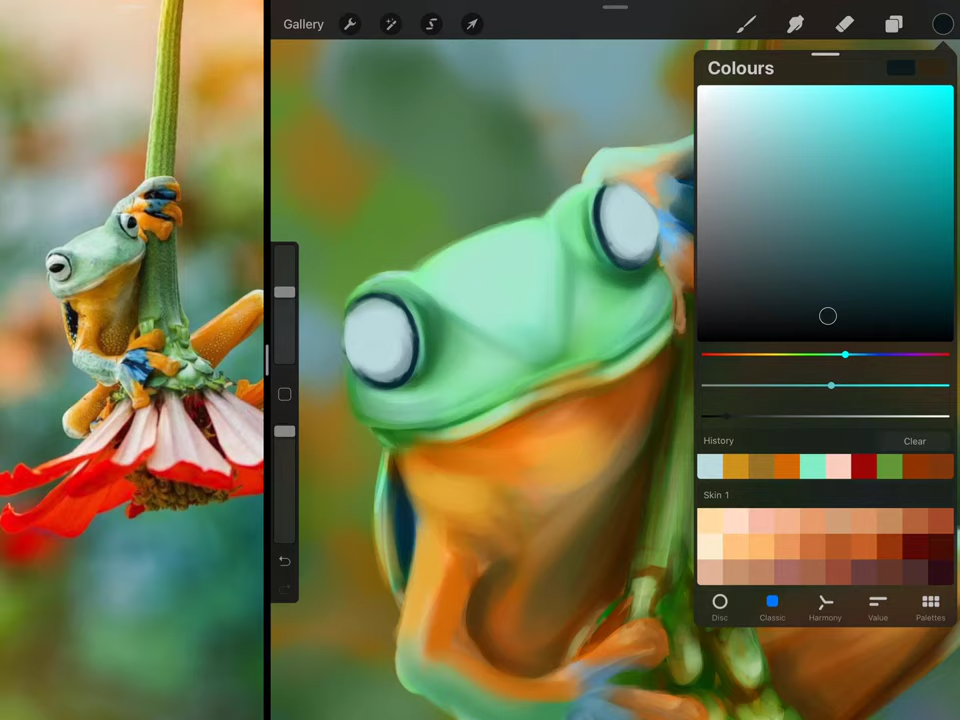 Gallery
Colours
History
Clear
Skin 1
Disc
Classic
Harmony
Value
Palettes